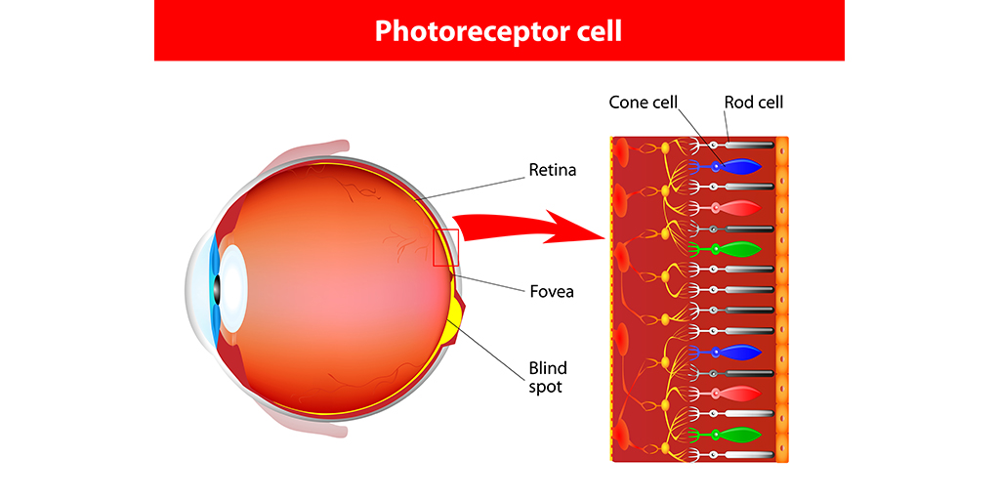 Photoreceptor cell
Cone cell
Rod cell
Retina
Fovea
Blind
spot